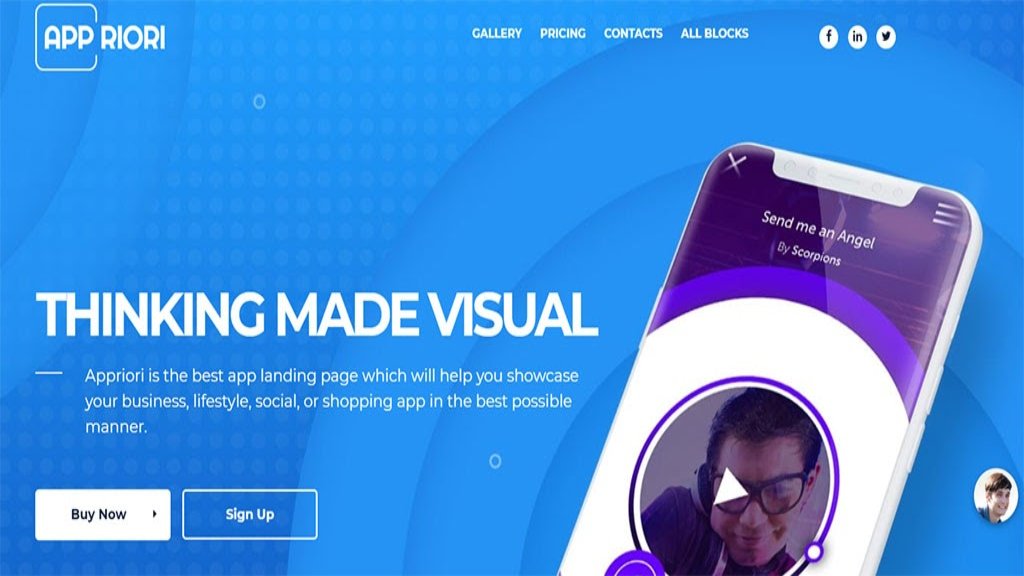 APP RIORI
GALLERY PRICING CONTACTS ALL BLOCKS
Send me an Angel
By Scorpions
THINKING MADE VISUAL
Appriori is the best app landing page which will help you showcase
your business, lifestyle, social, or shopping app in the best possible
manner.
Buy Now
Sign Up